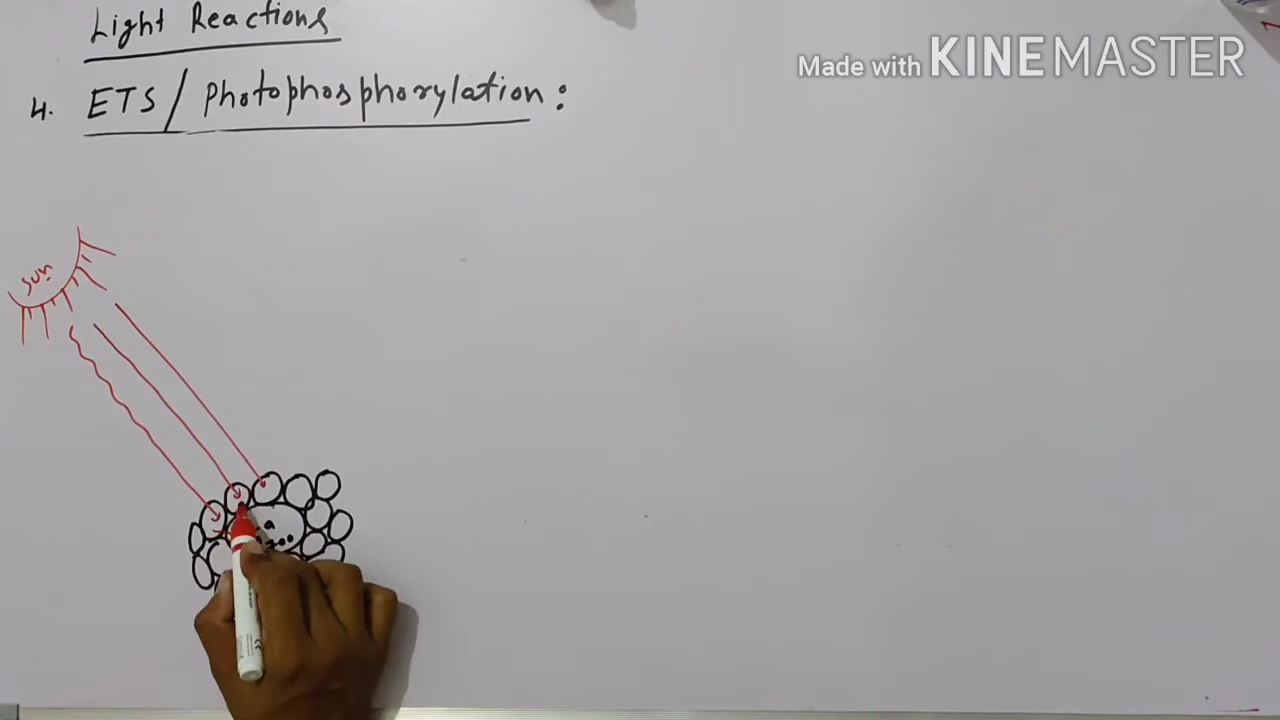 Light Reactions
Made with KINEMASTER
4. ETS / Photophosphorylation :
Sun